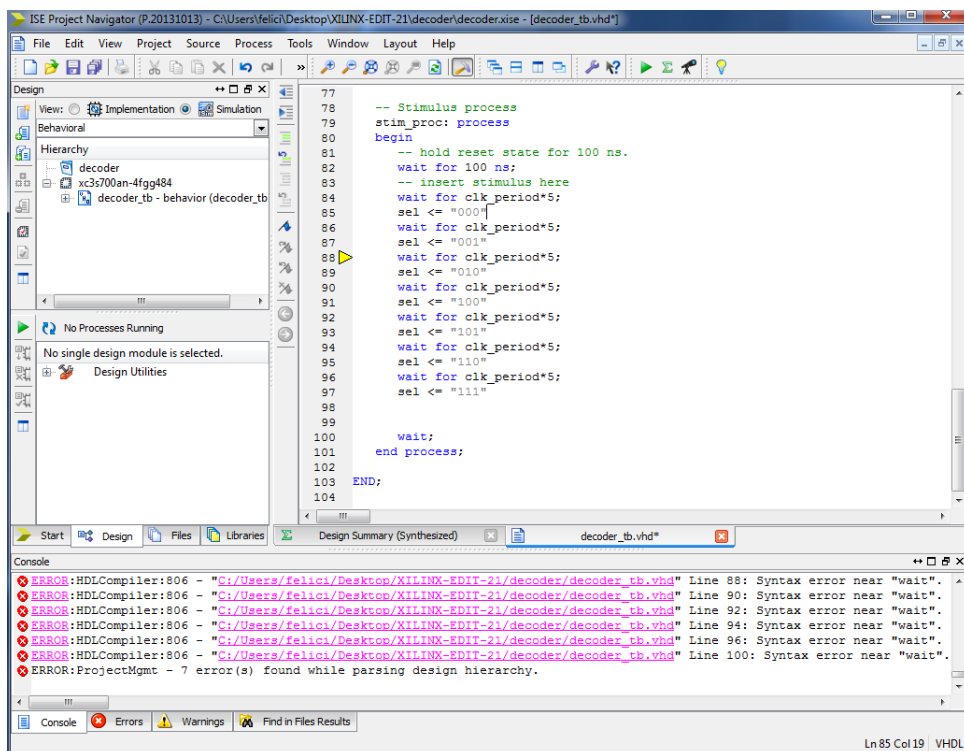 ISE Project Navigator (P.20131013) - C:\Users\felici\Desktop\XILINX-EDIT-21\decoder\decoder.xise - [decoder_tb.vhd*]
File Edit View Project Source Process Tools Window Layout Help
»
Design
View: Implementation Simulation
Behavioral
Hierarchy
decoder
xc3s700an-4fgg484
decoder_tb - behavior (decoder_tb
No Processes Running
No single design module is selected.
Design Utilities
77
78 -- Stimulus process
79 stim_proc: process
80 begin
81 -- hold reset state for 100 ns.
82 wait for 100 ns;
83 -- insert stimulus here
84 wait for clk_period*5;
85 sel <= "000"
86 wait for clk_period*5;
87 sel <= "001"
88 wait for clk_period*5;
89 sel <= "010"
90 wait for clk_period*5;
91 sel <= "100"
92 wait for clk_period*5;
93 sel <= "101"
94 wait for clk_period*5;
95 sel <= "110"
96 wait for clk_period*5;
97 sel <= "111"
98
99
100 wait;
101 end process;
102
103 END;
104
Start Design Files Libraries
Design Summary (Synthesized) decoder_tb.vhd*
Console
ERROR:HDLCompiler:806 - "C:/Users/felici/Desktop/XILINX-EDIT-21/decoder/decoder_tb.vhd" Line 88: Syntax error near "wait".
ERROR:HDLCompiler:806 - "C:/Users/felici/Desktop/XILINX-EDIT-21/decoder/decoder_tb.vhd" Line 90: Syntax error near "wait".
ERROR:HDLCompiler:806 - "C:/Users/felici/Desktop/XILINX-EDIT-21/decoder/decoder_tb.vhd" Line 92: Syntax error near "wait".
ERROR:HDLCompiler:806 - "C:/Users/felici/Desktop/XILINX-EDIT-21/decoder/decoder_tb.vhd" Line 94: Syntax error near "wait".
ERROR:HDLCompiler:806 - "C:/Users/felici/Desktop/XILINX-EDIT-21/decoder/decoder_tb.vhd" Line 96: Syntax error near "wait".
ERROR:HDLCompiler:806 - "C:/Users/felici/Desktop/XILINX-EDIT-21/decoder/decoder_tb.vhd" Line 100: Syntax error near "wait".
ERROR:ProjectMgmt - 7 error(s) found while parsing design hierarchy.
Console Errors Warnings Find in Files Results
Ln 85 Col 19 VHDL